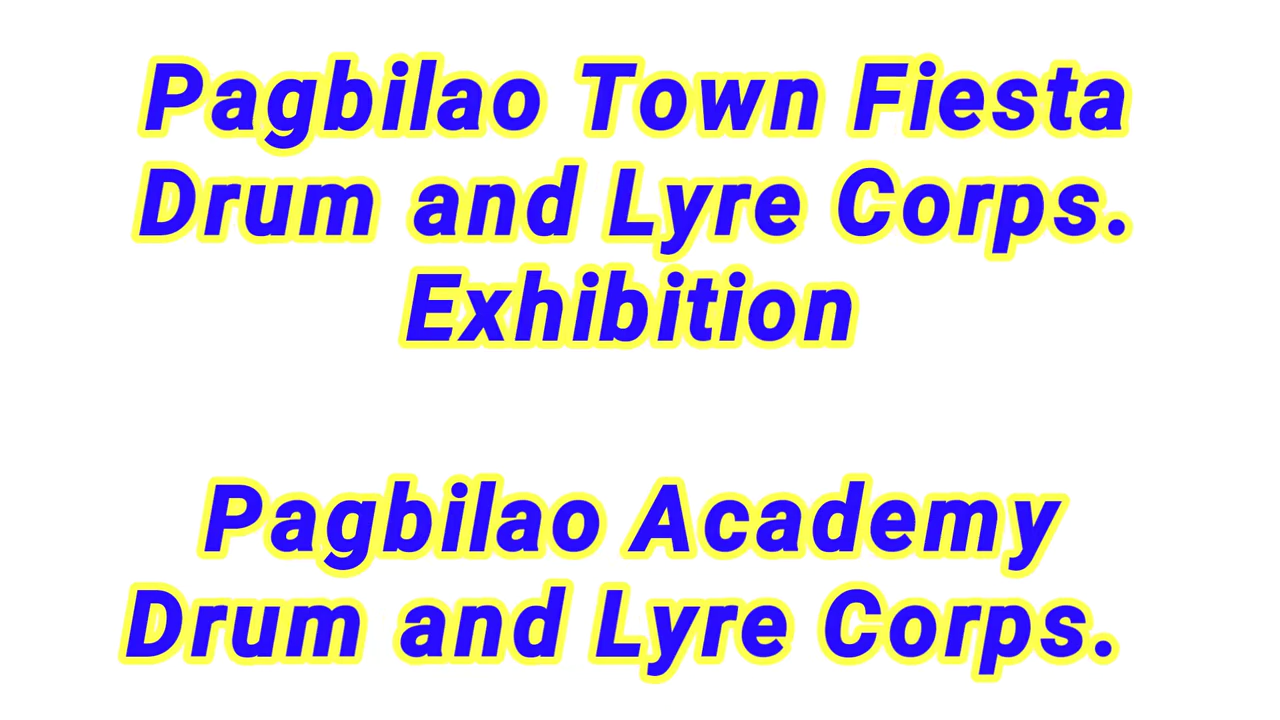 Pagbilao Town Fiesta
Drum and Lyre Corps.
Exhibition
Pagbilao Academy
Drum and Lyre Corps.